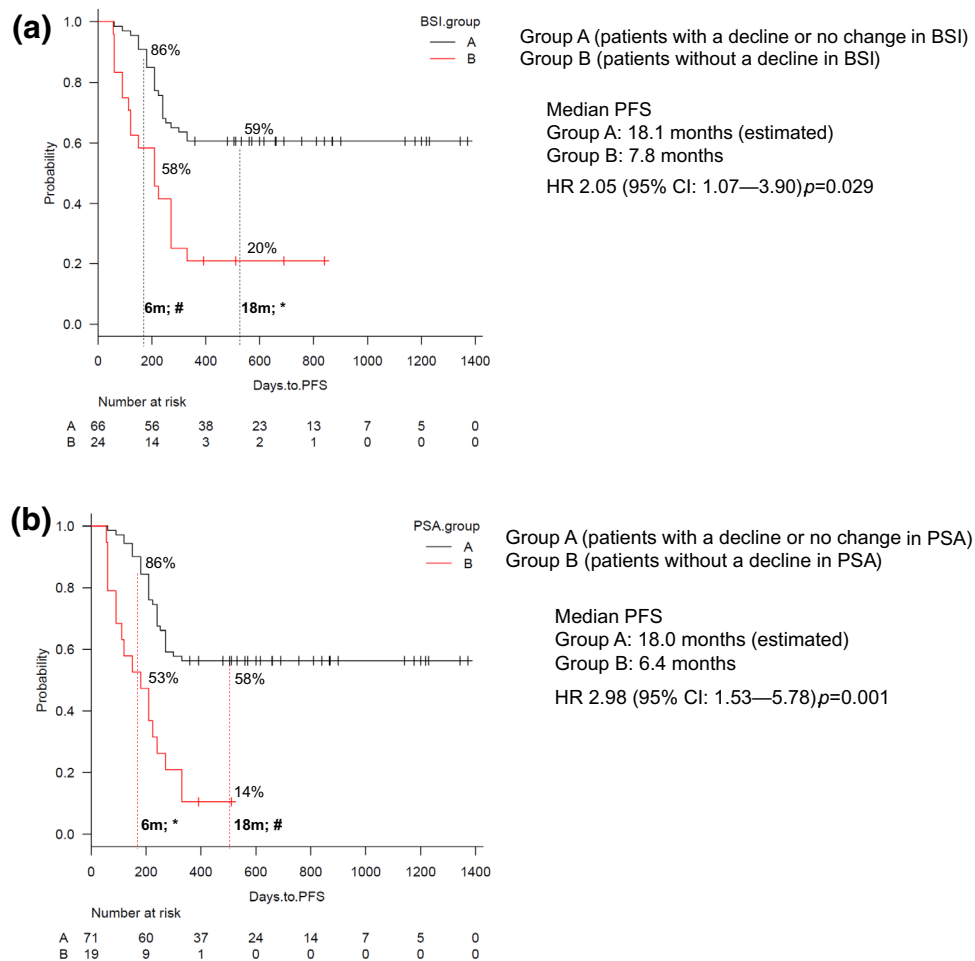 (a)
BSI.group
A
B
Group A (patients with a decline or no change in BSI)
Group B (patients without a decline in BSI)
Median PFS
Group A: 18.1 months (estimated)
Group B: 7.8 months
HR 2.05 (95% CI: 1.07—3.90)p=0.029
Probability
1.0
0.8
0.6
0.4
0.2
0.0
86%
59%
58%
20%
6m; #
18m; *
0 200 400 600 800 1000 1200 1400
Days.to.PFS
Number at risk
A 66 56 38 23 13 7 5 0
B 24 14 3 2 1 0 0 0
(b)
PSA.group
A
B
Group A (patients with a decline or no change in PSA)
Group B (patients without a decline in PSA)
Median PFS
Group A: 18.0 months (estimated)
Group B: 6.4 months
HR 2.98 (95% CI: 1.53—5.78)p=0.001
Probability
1.0
0.8
0.6
0.4
0.2
0.0
86%
53%
58%
14%
6m; *
18m; #
0 200 400 600 800 1000 1200 1400
Days.to.PFS
Number at risk
A 71 60 37 24 14 7 5 0
B 19 9 1 0 0 0 0 0